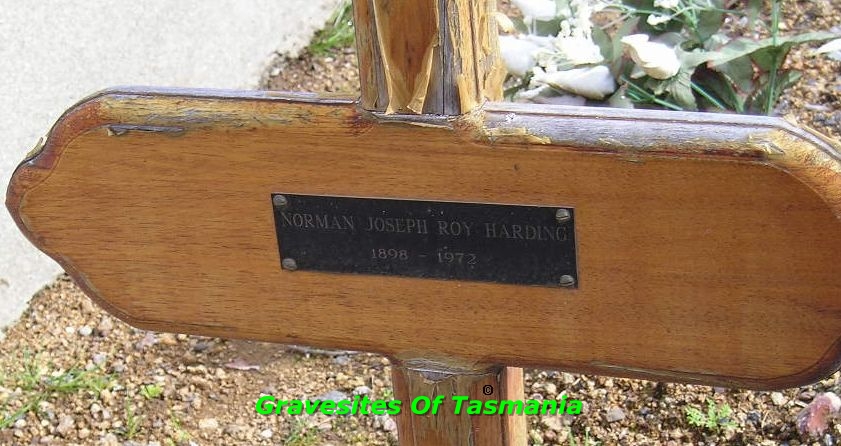 NORMAN JOSEPH ROY HARDING
1898 - 1972
©
Gravesites Of Tasmania